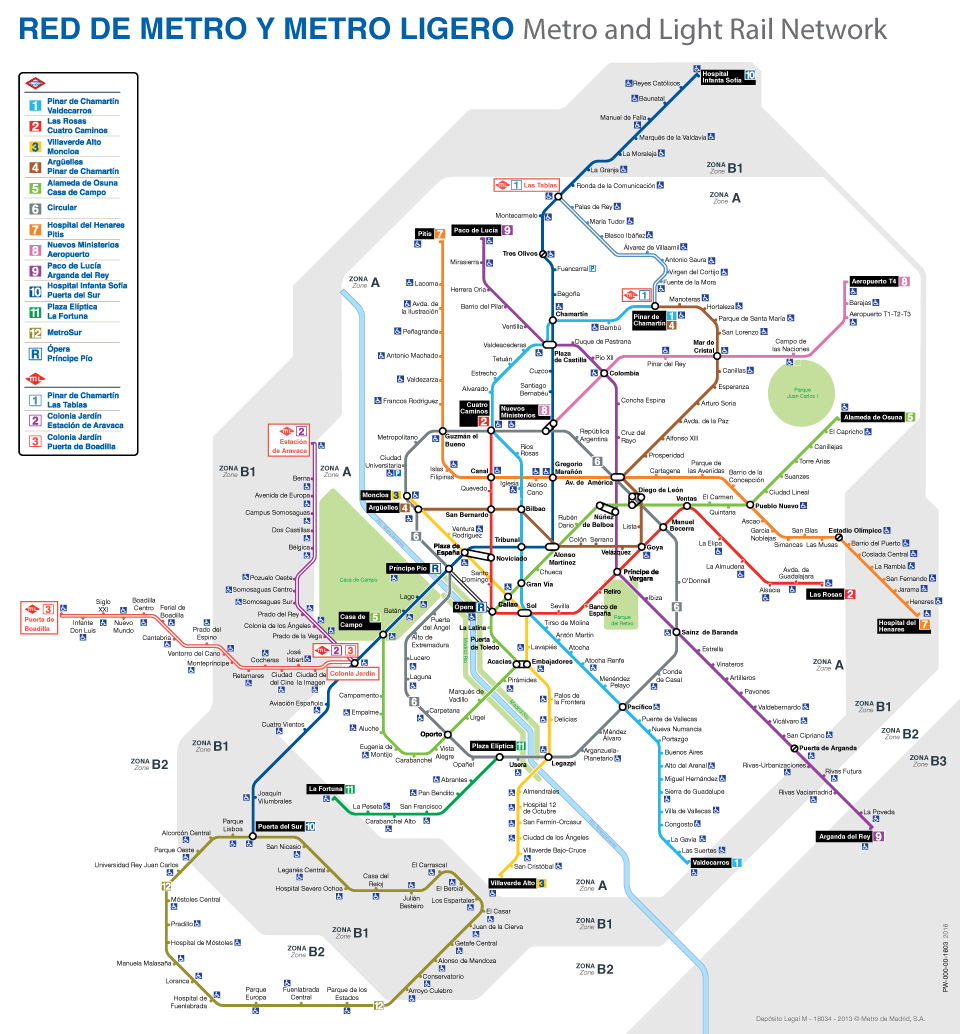 RED DE METRO Y METRO LIGERO Metro and Light Rail Network
1 Pinar de Chamartín
Valdecarros
2 Las Rosas
Cuatro Caminos
3 Villaverde Alto
Moncloa
4 Argüelles
Pinar de Chamartín
5 Alameda de Osuna
Casa de Campo
6 Circular
7 Hospital del Henares
Pitis
8 Nuevos Ministerios
Aeropuerto
9 Paco de Lucía
Arganda del Rey
10 Hospital Infanta Sofía
Puerta del Sur
11 Plaza Elíptica
La Fortuna
12 MetroSur
R Ópera
Príncipe Pío
ML
1 Pinar de Chamartín
Las Tablas
2 Colonia Jardín
Estación de Aravaca
3 Colonia Jardín
Puerta de Boadilla
Hospital
Infanta Sofía 10
Reyes Católicos
Baunatal
Manuel de Falla
Marqués de la Valdavia
La Moraleja
La Granja
ZONA
Zone B1
ZONA
Zone A
ML 1 Las Tablas
Ronda de la Comunicación
Montecarmelo
Palas de Rey
María Tudor
Blasco Ibáñez
Álvarez de Villaamil
Antonio Saura
Virgen del Cortijo
Fuente de la Mora
Pitis 7
Paco de Lucía 9
Tres Olivos
Mirasierra
Fuencarral P
ZONA
Zone A
Lacoma
Herrera Oria
Begoña
ML 1
Manoteras
Hortaleza
Aeropuerto T4 8
Barajas
Aeropuerto T1-T2-T3
Avda. de
la Ilustración
Barrio del Pilar
Chamartín
Pinar de
Chamartín 1 4
Parque de Santa María
San Lorenzo
Peñagrande
Ventilla
Bambú
Valdeacederas
Duque de Pastrana
Mar de
Cristal
Campo de
las Naciones
Antonio Machado
Tetuán
Plaza
de Castilla
Pío XII
Pinar del Rey
Estrecho
Cuzco
Colombia
Canillas
Valdezarza
Alvarado
Santiago
Bernabéu
Esperanza
Parque
Juan Carlos I
Francos Rodríguez
Concha Espina
Arturo Soria
Cuatro
Caminos 2
Nuevos
Ministerios 8
Avda. de la Paz
Alameda de Osuna 5
ML 2
Estación
de Aravaca
Metropolitano
Guzmán el
Bueno
República
Argentina
Cruz del
Rayo
Alfonso XIII
El Capricho
Canillejas
Ciudad
Universitaria
P
Ríos
Rosas
6
Prosperidad
Torre Arias
ZONA
Zone B1
ZONA
Zone A
Islas
Filipinas
Canal
Iglesia
Gregorio
Marañón
Alonso
Cano
Av. de América
Cartagena
Parque de
las Avenidas
Barrio de la
Concepción
Suanzes
Berna
Avenida de Europa
Moncloa 3
Quevedo
Diego de León
Ciudad Lineal
Argüelles 4
San Bernardo
Bilbao
Rubén
Darío
Núñez
de Balboa
Lista
Ventas
El Carmen
Quintana
Pueblo Nuevo
Campus Somosaguas
Manuel
Becerra
Ascao
García
Noblejas
San Blas
Simancas
Las Musas
Estadio Olímpico
Dos Castillas
6
Ventura
Rodríguez
Tribunal
Colón
Serrano
Barrio del Puerto
Bélgica
Plaza de
España
Noviciado
Alonso
Martínez
Velázquez
Goya
La Elipa
La Almudena
Coslada Central
La Rambla
Príncipe Pío R
Santo
Domingo
Chueca
Príncipe de
Vergara
Avda. de
Guadalajara
San Fernando
Pozuelo Oeste
Casa de Campo
Gran Vía
O'Donnell
Alsacia
Las Rosas 2
Jarama
Somosaguas Centro
Lago
Retiro
Ibiza
Henares
Somosaguas Sur
Batán
Ópera R
Callao
Sol
Sevilla
Banco de
España
Parque
del Retiro
6
Hospital del
Henares 7
ML 3
Puerta de
Boadilla
Siglo
XXI
Boadilla
Centro
Ferial de
Boadilla
Prado del Rey
Colonia de los Ángeles
Prado de la Vega
Casa de
Campo 5
Puerta
del Ángel
La Latina
Tirso de Molina
Sainz de Baranda
Infante
Don Luis
Nuevo
Mundo
Cantabria
Prado del
Espino
Ventorro del Cano
Montepríncipe
Alto de
Extremadura
Puerta
de Toledo
Antón Martín
Lavapiés
Atocha
Estrella
Vinateros
Cocheras
José
Isbert
ML 2 3
Colonia Jardín
Lucero
Acacias
Embajadores
Atocha Renfe
Conde
de Casal
Artilleros
ZONA
Zone A
Retamares
Ciudad
del Cine
Ciudad de
la Imagen
Laguna
Pirámides
Menéndez
Pelayo
Pavones
Aviación Española
Campamento
6
Carpetana
Marqués de
Vadillo
Palos de
la Frontera
Pacífico
Valdebernardo
ZONA
Zone B1
Cuatro Vientos
Empalme
Urgel
Delicias
Puente de Vallecas
Vicálvaro
Aluche
Oporto
Nueva Numancia
San Cipriano
ZONA
Zone B2
ZONA
Zone B1
Eugenia de
Montijo
Vista
Alegre
Plaza Elíptica 11
Méndez
Álvaro
Portazgo
Puerta de Arganda
ZONA
Zone B3
ZONA
Zone B2
Carabanchel
Opañel
Usera
Legazpi
Arganzuela-
Planetario
Buenos Aires
Rivas-Urbanizaciones
Alto del Arenal
Rivas Futura
Abrantes
Miguel Hernández
Rivas Vaciamadrid
La Fortuna 11
Pan Bendito
Almendrales
Sierra de Guadalupe
Joaquín
Vilumbrales
La Peseta
San Francisco
Hospital 12
de Octubre
Villa de Vallecas
La Poveda
Carabanchel Alto
San Fermín-Orcasur
Congosto
Arganda del Rey 9
Parque
Lisboa
Puerta del Sur 10
Ciudad de los Ángeles
La Gavia
Alcorcón Central
San Nicasio
Villaverde Bajo-Cruce
Las Suertes
Parque Oeste
San Cristóbal
Valdecarros 1
Universidad Rey Juan Carlos
Leganés Central
El Carrascal
Villaverde Alto 3
ZONA
Zone A
12
Hospital Severo Ochoa
Casa del
Reloj
El Bercial
Móstoles Central
Julián
Besteiro
Los Espartales
El Casar
Pradillo
Juan de la Cierva
ZONA
Zone B1
Hospital de Móstoles
ZONA
Zone B1
Getafe Central
ZONA
Zone B2
Manuela Malasaña
Alonso de Mendoza
ZONA
Zone B2
Loranca
Conservatorio
Hospital de
Fuenlabrada
Parque
Europa
Fuenlabrada
Central
Parque de los
Estados
Arroyo Culebro
12
PW-000-00-1603 2016
Depósito Legal M - 18034 - 2013 © Metro de Madrid, S.A.